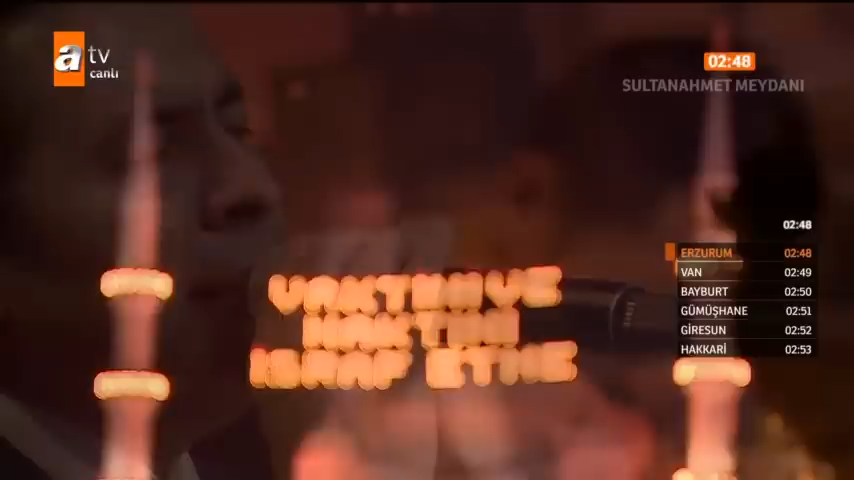 atv
canlı
02:48
SULTANAHMET MEYDANI
02:48
ERZURUM 02:48
VAN 02:49
BAYBURT 02:50
GÜMÜŞHANE 02:51
GİRESUN 02:52
HAKKARİ 02:53
VAKTİNİ VE
İSRAF ETME